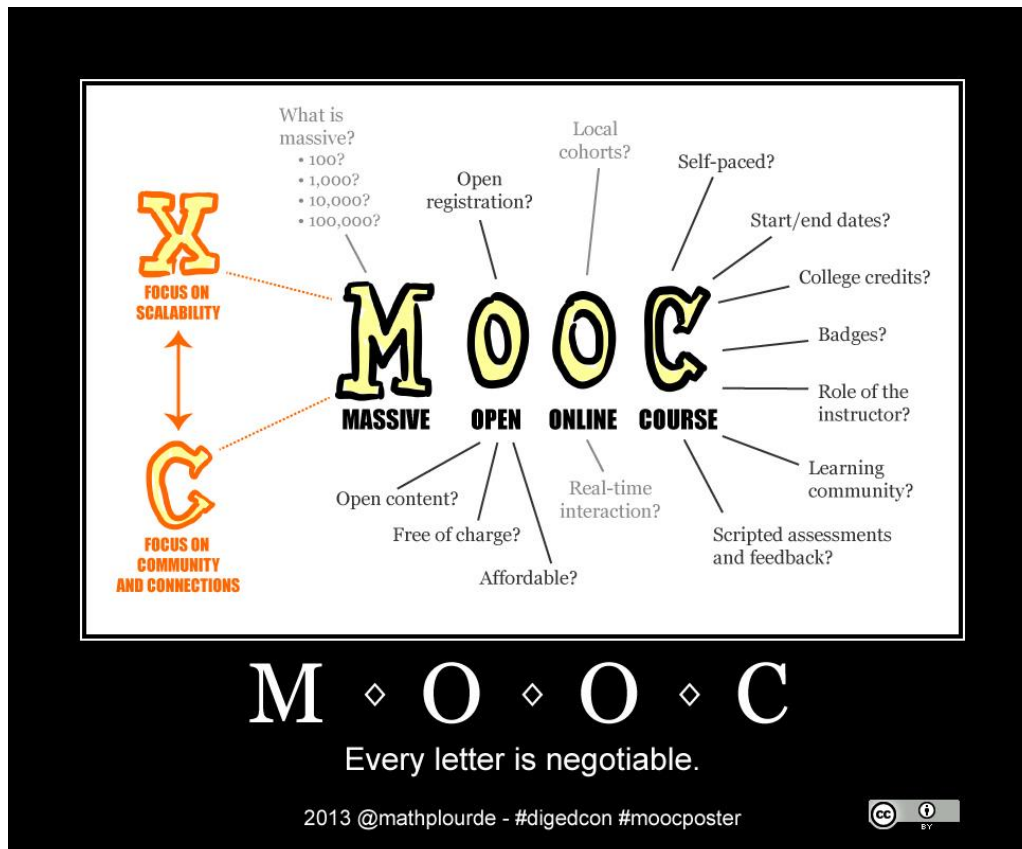 What is
massive?
• 100?
• 1,000?
• 10,000?
• 100,000?
Open
registration?
Local
cohorts?
Self-paced?
Start/end dates?
College credits?
Badges?
Role of the
instructor?
Learning
community?
Scripted assessments
and feedback?
X
FOCUS ON
SCALABILITY
C
FOCUS ON
COMMUNITY
AND CONNECTIONS
MOOC
MASSIVE OPEN ONLINE COURSE
Open content?
Free of charge?
Affordable?
Real-time
interaction?
M ⋄ O ⋄ O ⋄ C
Every letter is negotiable.
2013 @mathplourde - #digedcon #moocposter
cc
BY